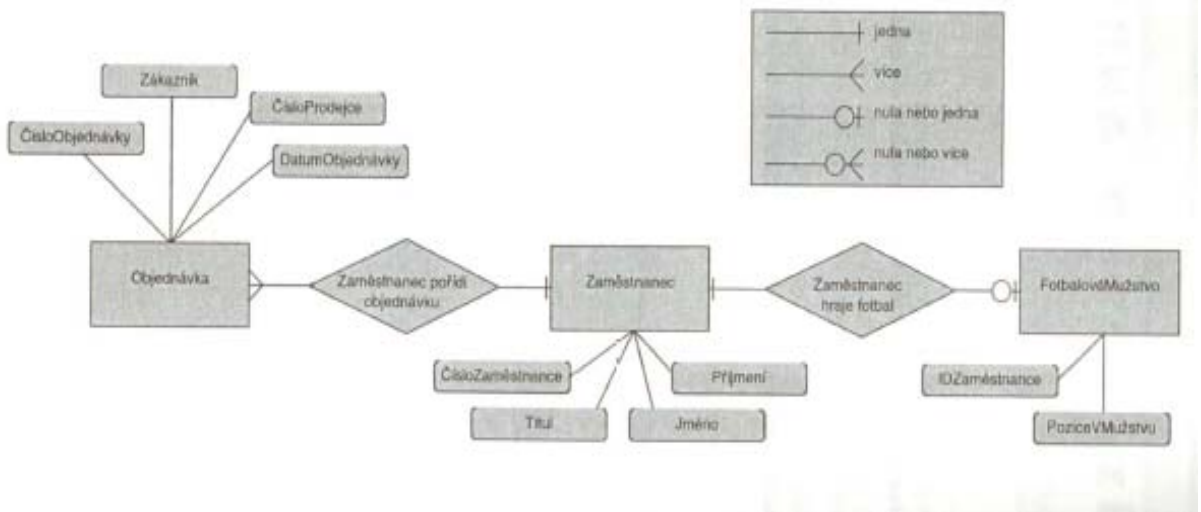 jedna
více
nula nebo jedna
nula nebo více
Zákazník
ČísloProdejce
ČísloObjednávky
DatumObjednávky
Objednávka
Zaměstnanec pořídí
objednávku
Zaměstnanec
Zaměstnanec
hraje fotbal
FotbalovéMužstvo
ČísloZaměstnance
Příjmení
Titul
Jméno
IDZaměstnance
PoziceVMužstvu